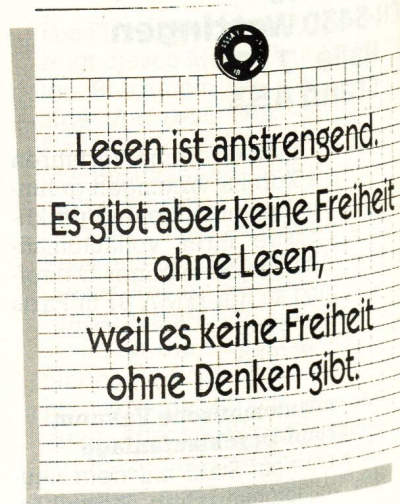 Lesen ist anstrengend.
Es gibt aber keine Freiheit
ohne Lesen,
weil es keine Freiheit
ohne Denken gibt.